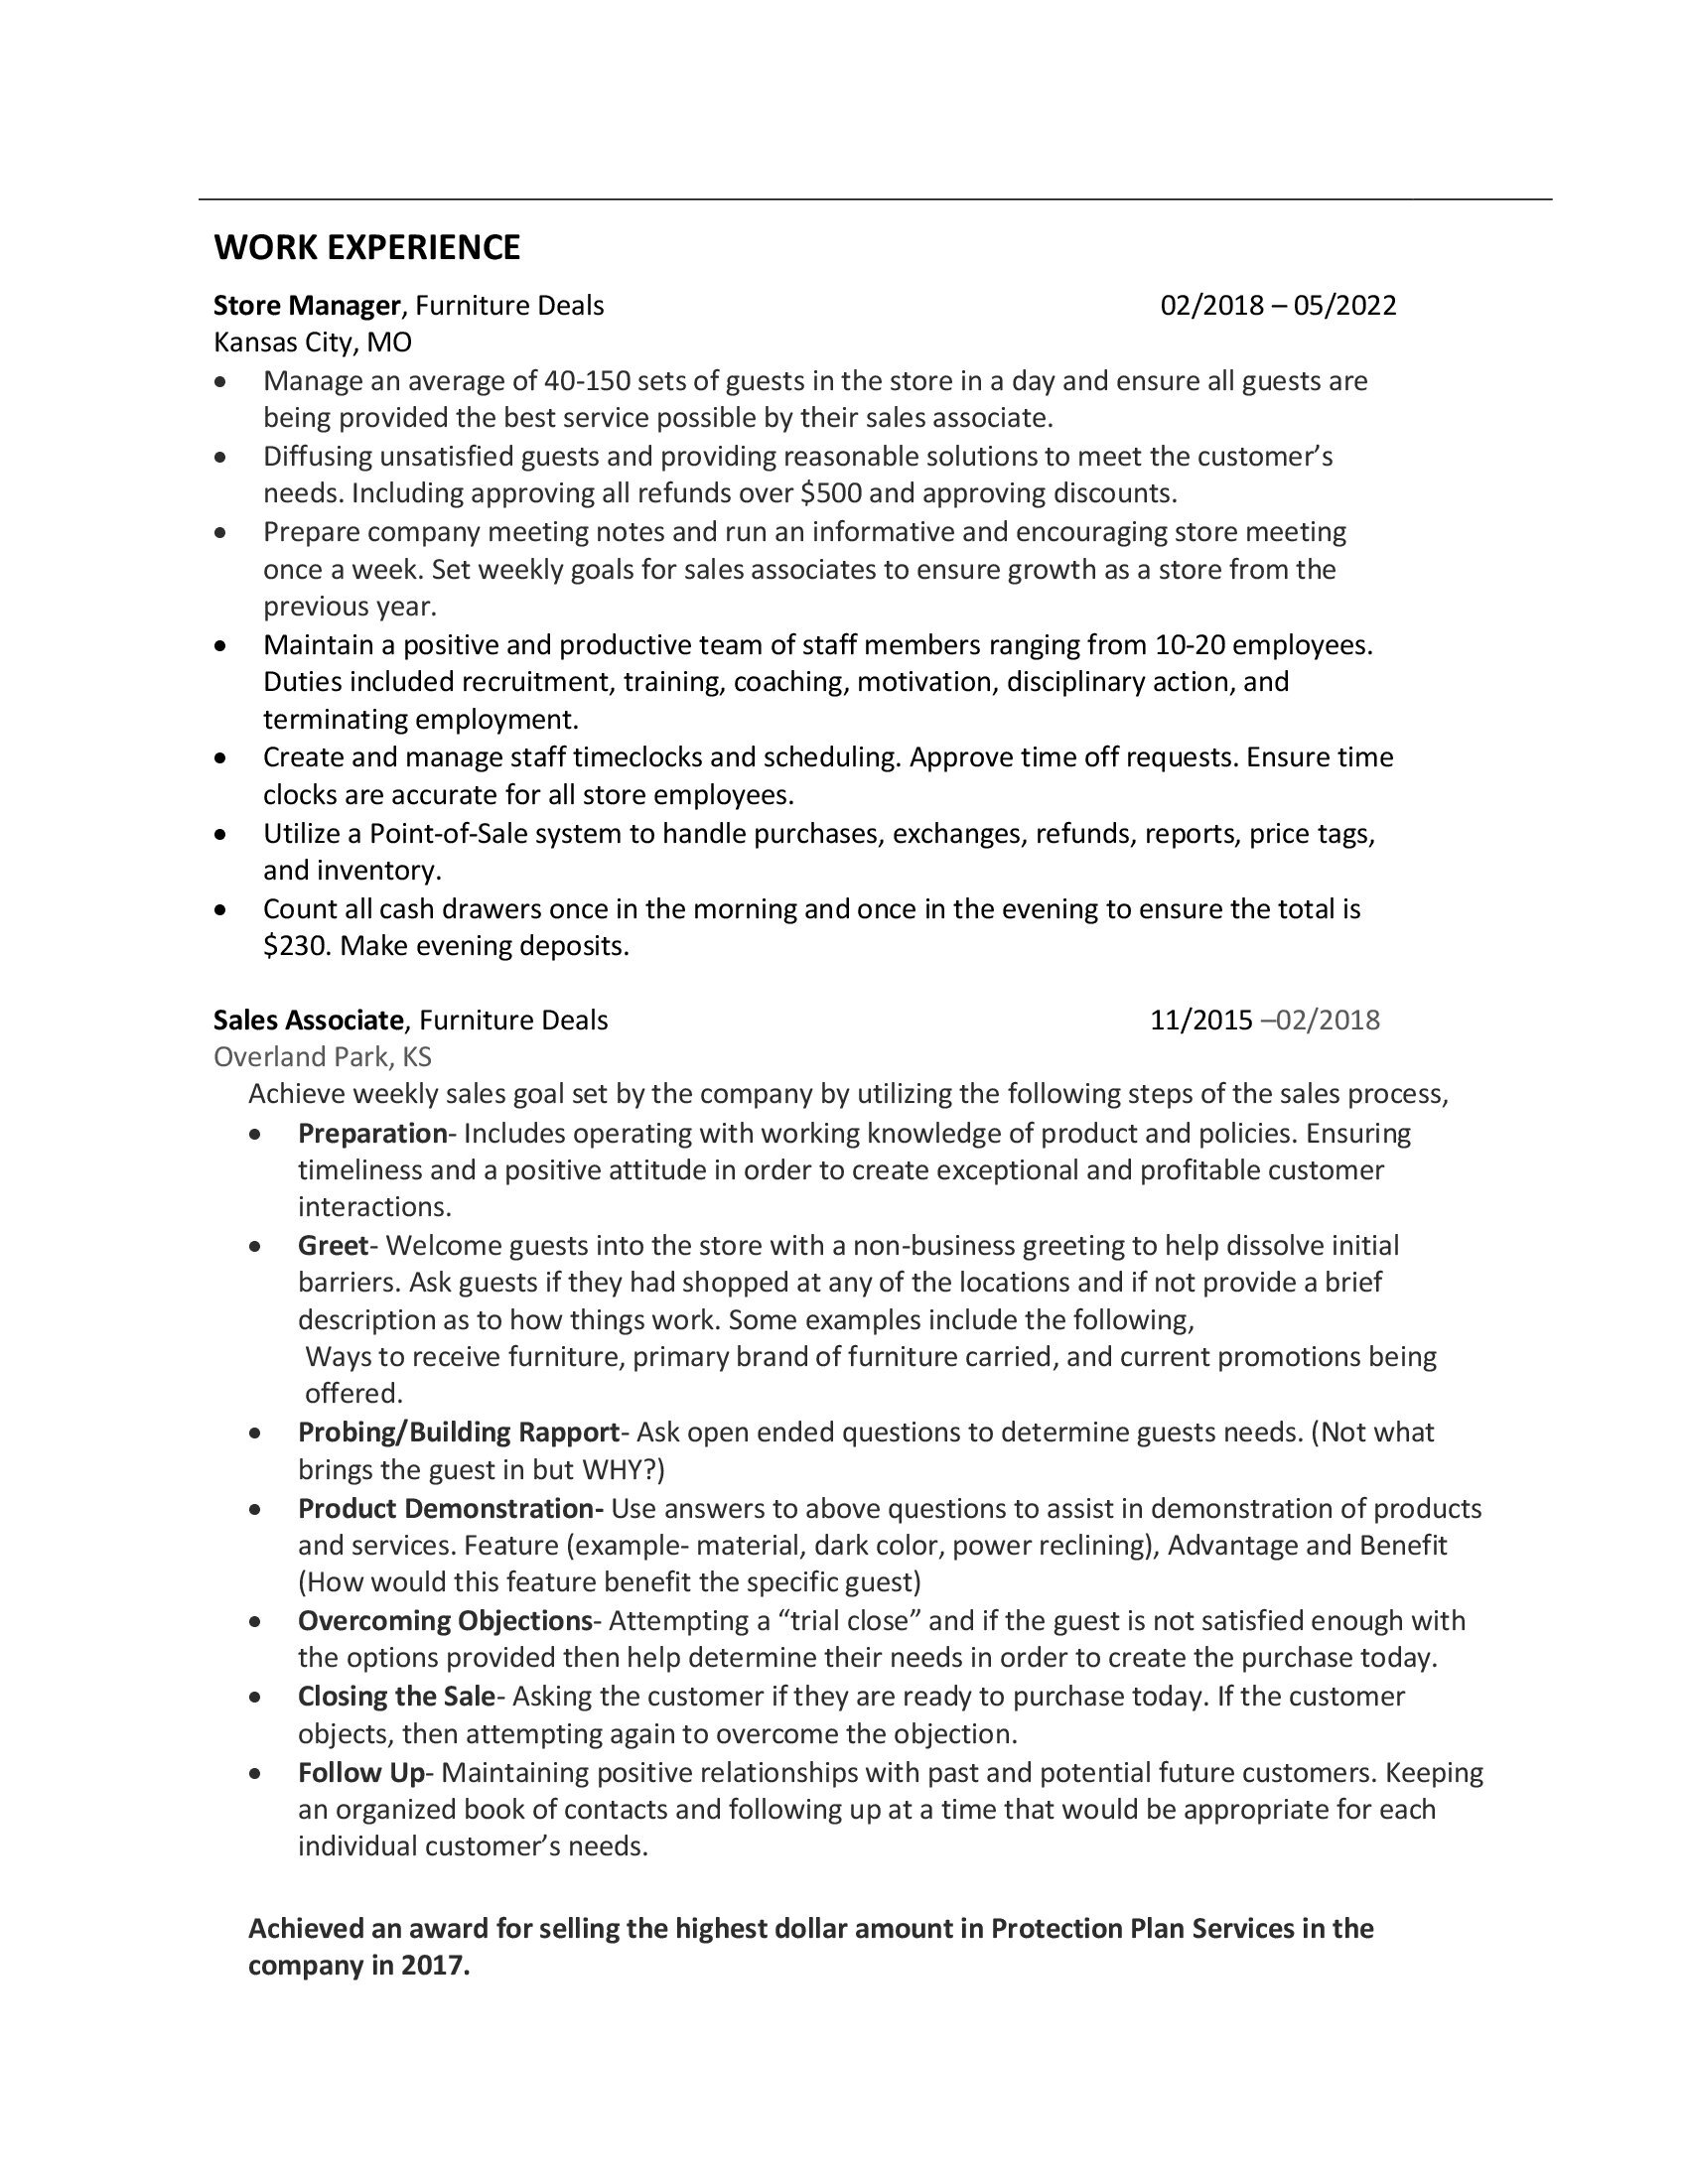 WORK EXPERIENCE
Store Manager, Furniture Deals 02/2018 – 05/2022
Kansas City, MO
• Manage an average of 40-150 sets of guests in the store in a day and ensure all guests are
being provided the best service possible by their sales associate.
• Diffusing unsatisfied guests and providing reasonable solutions to meet the customer’s
needs. Including approving all refunds over $500 and approving discounts.
• Prepare company meeting notes and run an informative and encouraging store meeting
once a week. Set weekly goals for sales associates to ensure growth as a store from the
previous year.
• Maintain a positive and productive team of staff members ranging from 10-20 employees.
Duties included recruitment, training, coaching, motivation, disciplinary action, and
terminating employment.
• Create and manage staff timeclocks and scheduling. Approve time off requests. Ensure time
clocks are accurate for all store employees.
• Utilize a Point-of-Sale system to handle purchases, exchanges, refunds, reports, price tags,
and inventory.
• Count all cash drawers once in the morning and once in the evening to ensure the total is
$230. Make evening deposits.
Sales Associate, Furniture Deals 11/2015 –02/2018
Overland Park, KS
Achieve weekly sales goal set by the company by utilizing the following steps of the sales process,
• Preparation- Includes operating with working knowledge of product and policies. Ensuring
timeliness and a positive attitude in order to create exceptional and profitable customer
interactions.
• Greet- Welcome guests into the store with a non-business greeting to help dissolve initial
barriers. Ask guests if they had shopped at any of the locations and if not provide a brief
description as to how things work. Some examples include the following,
Ways to receive furniture, primary brand of furniture carried, and current promotions being
offered.
• Probing/Building Rapport- Ask open ended questions to determine guests needs. (Not what
brings the guest in but WHY?)
• Product Demonstration- Use answers to above questions to assist in demonstration of products
and services. Feature (example- material, dark color, power reclining), Advantage and Benefit
(How would this feature benefit the specific guest)
• Overcoming Objections- Attempting a “trial close” and if the guest is not satisfied enough with
the options provided then help determine their needs in order to create the purchase today.
• Closing the Sale- Asking the customer if they are ready to purchase today. If the customer
objects, then attempting again to overcome the objection.
• Follow Up- Maintaining positive relationships with past and potential future customers. Keeping
an organized book of contacts and following up at a time that would be appropriate for each
individual customer’s needs.
Achieved an award for selling the highest dollar amount in Protection Plan Services in the
company in 2017.